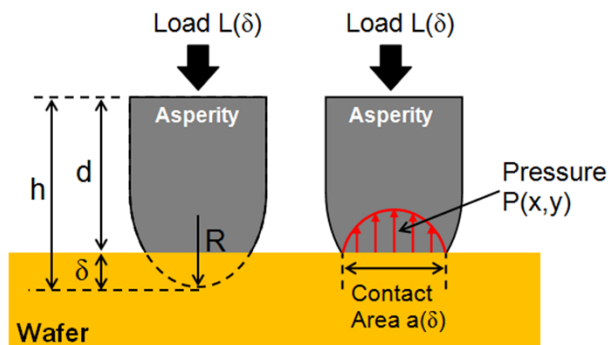 Load L(δ)
Load L(δ)
Asperity
Asperity
h
d
R
δ
Pressure
P(x,y)
Contact
Area a(δ)
Wafer